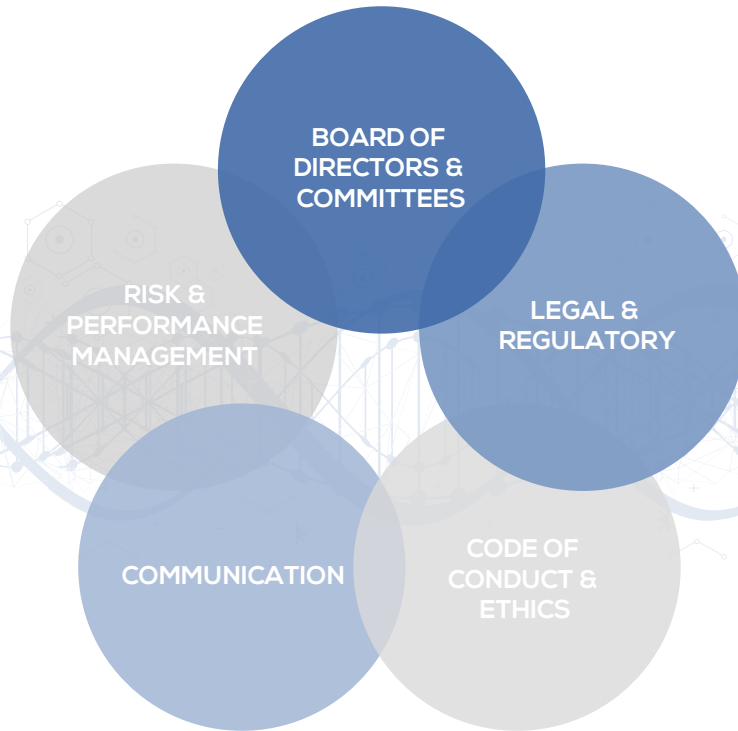 BOARD OF
DIRECTORS &
COMMITTEES
RISK &
PERFORMANCE
MANAGEMENT
LEGAL &
REGULATORY
COMMUNICATION
CODE OF
CONDUCT &
ETHICS